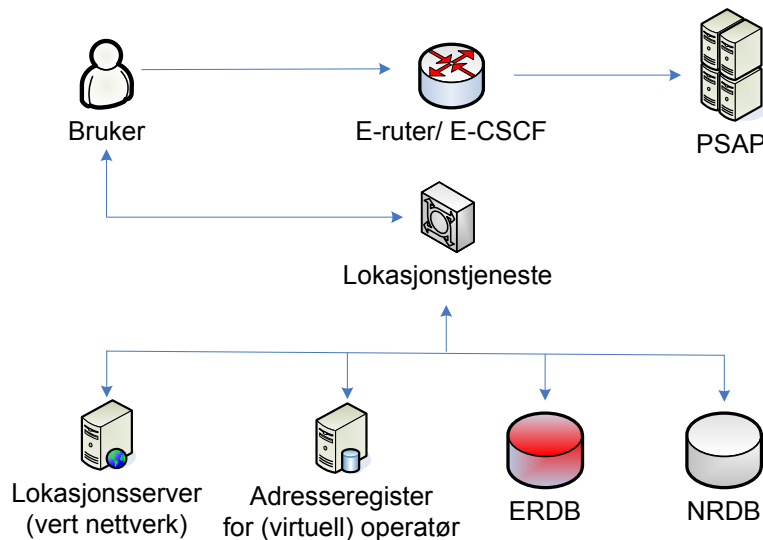 Bruker
E-ruter/ E-CSCF
PSAP
Lokasjonstjeneste
Lokasjonsserver
(vert nettverk)
Adresseregister
for (virtuell) operatør
ERDB
NRDB